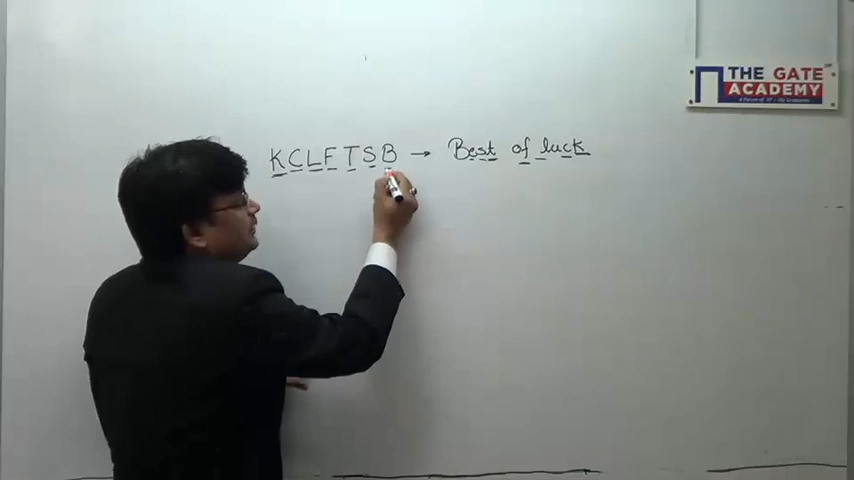 THE GATE
ACADEMY
KCLFTSB → Best of luck